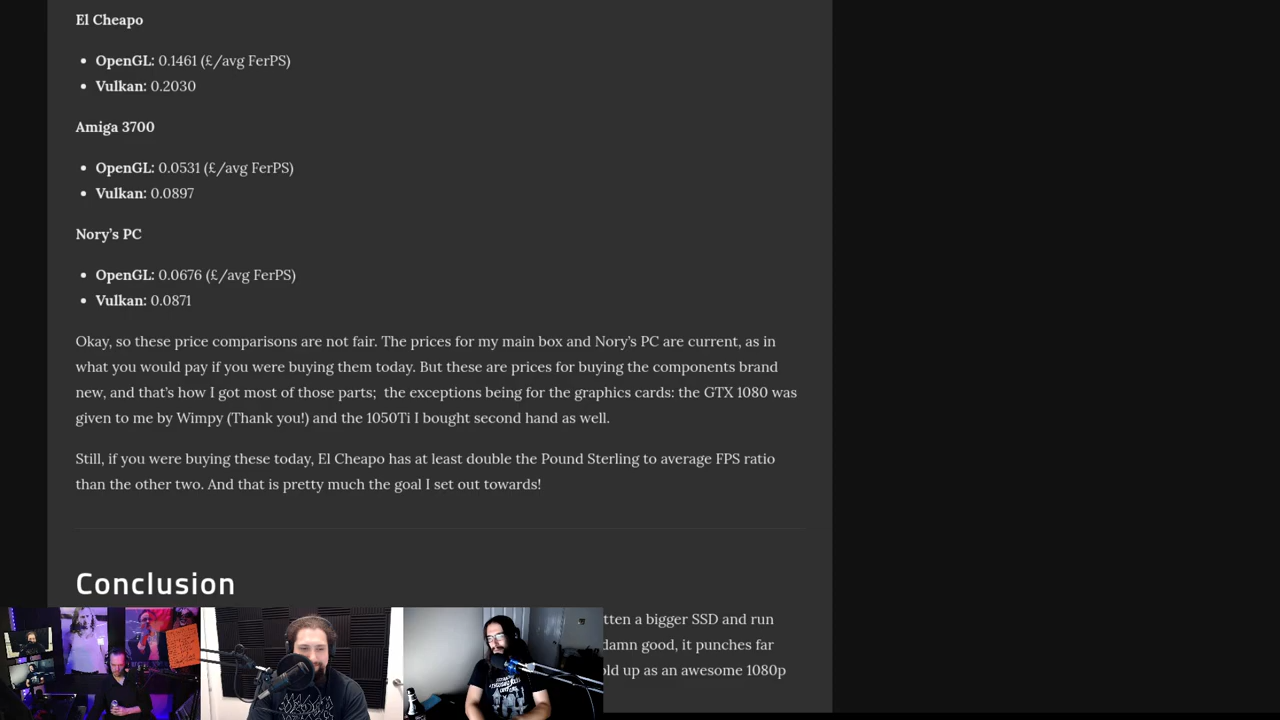 El Cheapo
• OpenGL: 0.1461 (£/avg FerPS)
• Vulkan: 0.2030
Amiga 3700
• OpenGL: 0.0531 (£/avg FerPS)
• Vulkan: 0.0897
Nory’s PC
• OpenGL: 0.0676 (£/avg FerPS)
• Vulkan: 0.0871
Okay, so these price comparisons are not fair. The prices for my main box and Nory’s PC are current, as in
what you would pay if you were buying them today. But these are prices for buying the components brand
new, and that’s how I got most of those parts;  the exceptions being for the graphics cards: the GTX 1080 was
given to me by Wimpy (Thank you!) and the 1050Ti I bought second hand as well.
Still, if you were buying these today, El Cheapo has at least double the Pound Sterling to average FPS ratio
than the other two. And that is pretty much the goal I set out towards!
Conclusion
tten a bigger SSD and run
damn good, it punches far
old up as an awesome 1080p